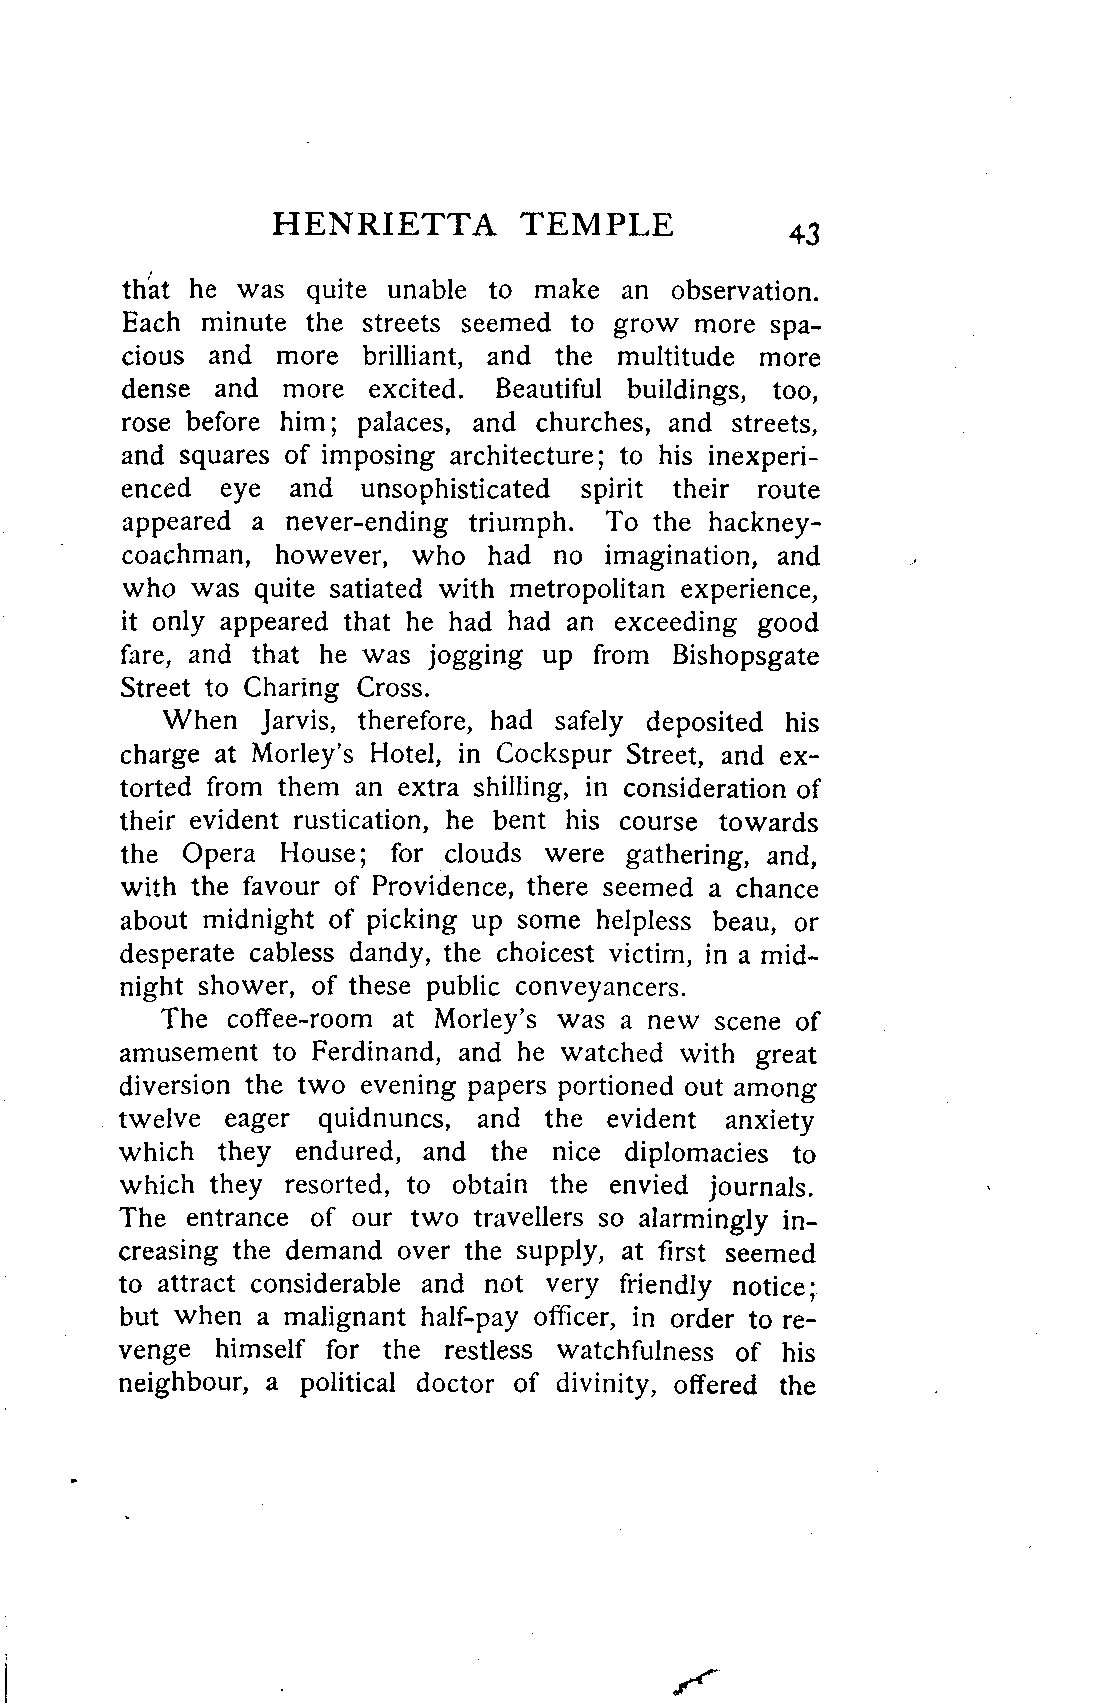 HENRIETTA TEMPLE 43
that he was quite unable to make an observation.
Each minute the streets seemed to grow more spa-
cious and more brilliant, and the multitude more
dense and more excited. Beautiful buildings, too,
rose before him; palaces, and churches, and streets,
and squares of imposing architecture; to his inexperi-
enced eye and unsophisticated spirit their route
appeared a never-ending triumph. To the hackney-
coachman, however, who had no imagination, and
who was quite satiated with metropolitan experience,
it only appeared that he had had an exceeding good
fare, and that he was jogging up from Bishopsgate
Street to Charing Cross.
When Jarvis, therefore, had safely deposited his
charge at Morley's Hotel, in Cockspur Street, and ex-
torted from them an extra shilling, in consideration of
their evident rustication, he bent his course towards
the Opera House; for clouds were gathering, and,
with the favour of Providence, there seemed a chance
about midnight of picking up some helpless beau, or
desperate cabless dandy, the choicest victim, in a mid-
night shower, of these public conveyancers.
The coffee-room at Morley's was a new scene of
amusement to Ferdinand, and he watched with great
diversion the two evening papers portioned out among
twelve eager quidnuncs, and the evident anxiety
which they endured, and the nice diplomacies to
which they resorted, to obtain the envied journals.
The entrance of our two travellers so alarmingly in-
creasing the demand over the supply, at first seemed
to attract considerable and not very friendly notice;
but when a malignant half-pay officer, in order to re-
venge himself for the restless watchfulness of his
neighbour, a political doctor of divinity, offered the